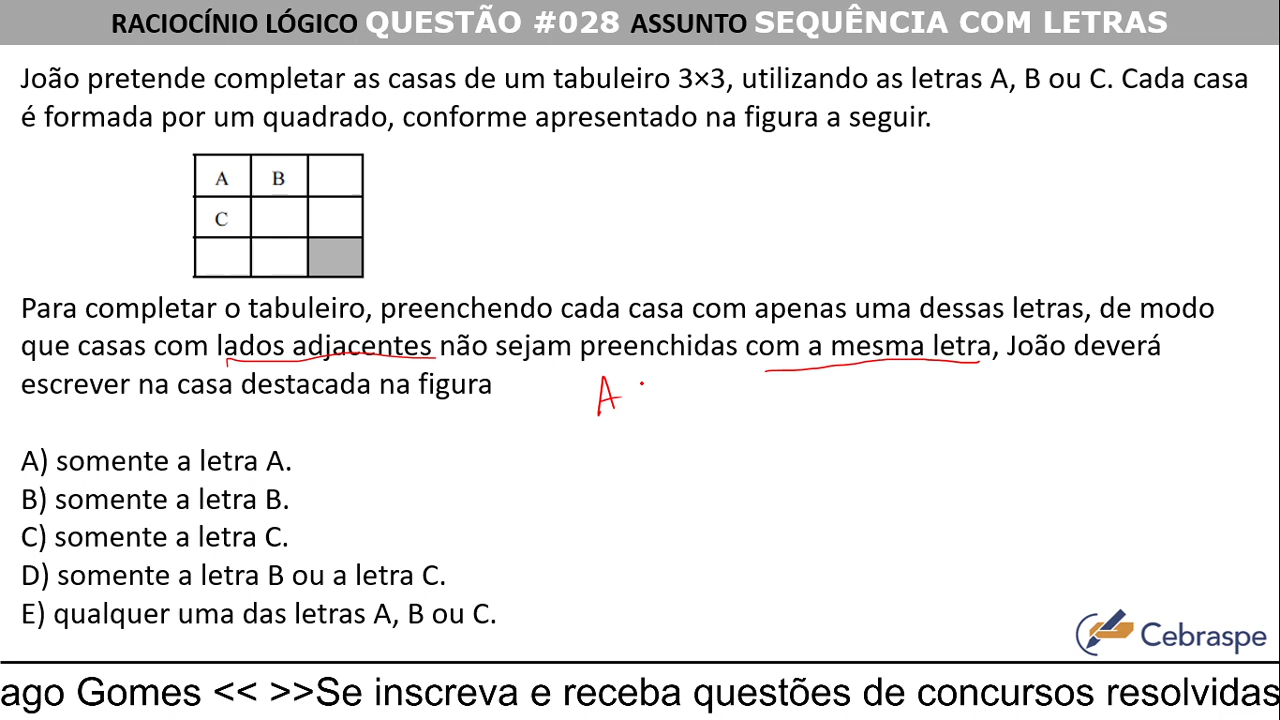 RACIOCÍNIO LÓGICO QUESTÃO #028 ASSUNTO SEQUÊNCIA COM LETRAS
João pretende completar as casas de um tabuleiro 3×3, utilizando as letras A, B ou C. Cada casa
é formada por um quadrado, conforme apresentado na figura a seguir.
A B
C
Para completar o tabuleiro, preenchendo cada casa com apenas uma dessas letras, de modo
que casas com lados adjacentes não sejam preenchidas com a mesma letra, João deverá
escrever na casa destacada na figura
A
A) somente a letra A.
B) somente a letra B.
C) somente a letra C.
D) somente a letra B ou a letra C.
E) qualquer uma das letras A, B ou C.
Cebraspe
ago Gomes << >>Se inscreva e receba questões de concursos resolvidas